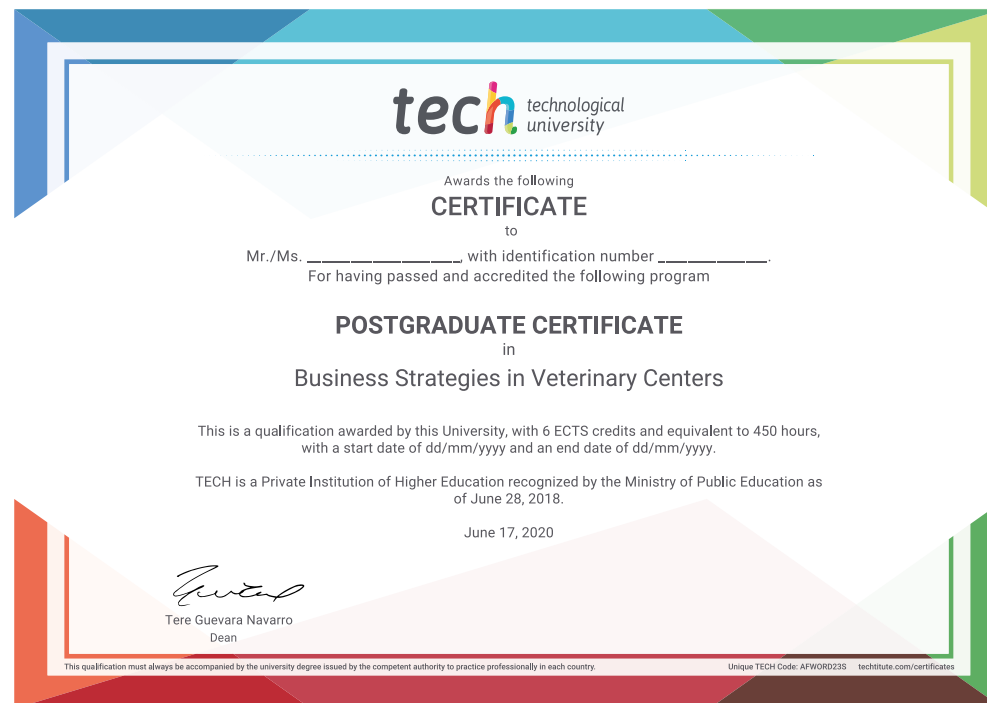 tech technological
university
Awards the following
CERTIFICATE
to
Mr./Ms. _____________________, with identification number _______________.
For having passed and accredited the following program
POSTGRADUATE CERTIFICATE
in
Business Strategies in Veterinary Centers
This is a qualification awarded by this University, with 6 ECTS credits and equivalent to 450 hours,
with a start date of dd/mm/yyyy and an end date of dd/mm/yyyy.
TECH is a Private Institution of Higher Education recognized by the Ministry of Public Education as
of June 28, 2018.
June 17, 2020
Tere Guevara Navarro
Dean
This qualification must always be accompanied by the university degree issued by the competent authority to practice professionally in each country.
Unique TECH Code: AFWORD23S techtitute.com/certificates